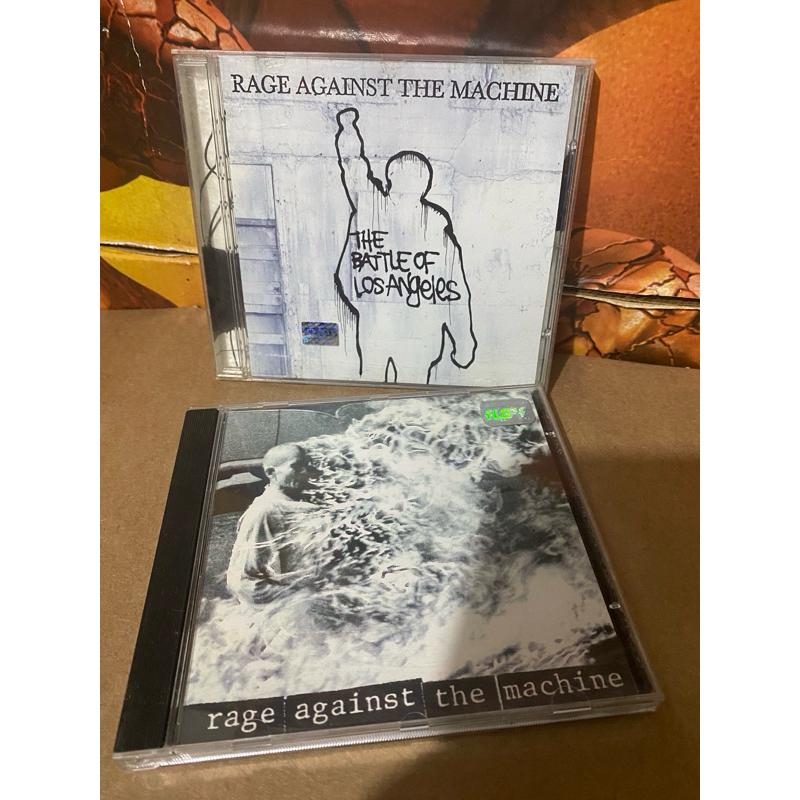 RAGE AGAINST THE MACHINE
THE
BATTLE OF
LOS ANGELES
rage against the machine